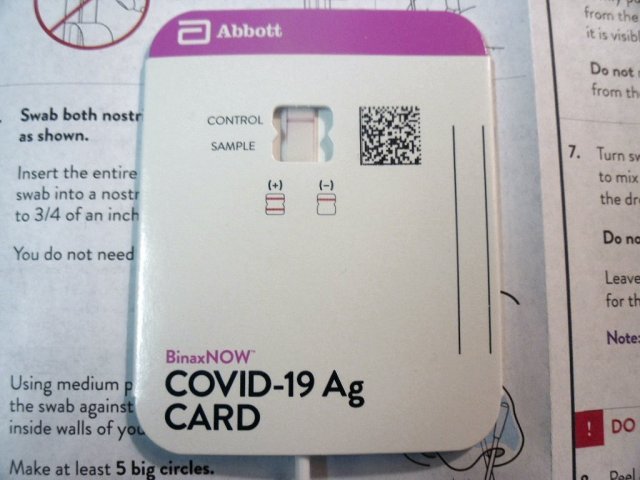 Abbott
CONTROL
SAMPLE
(+) (-)
BinaxNOW™
COVID-19 Ag
CARD
Swab both nostr
as shown.
Insert the entire
swab into a nostr
to 3/4 of an inch
You do not need
Using medium p
the swab against
inside walls of you
Make at least 5 big circles.
from the
it is visibl
Do not
from th
7. Turn sw
to mix
the dr
Do no
Leave
for th
Note:
! DO
Peel